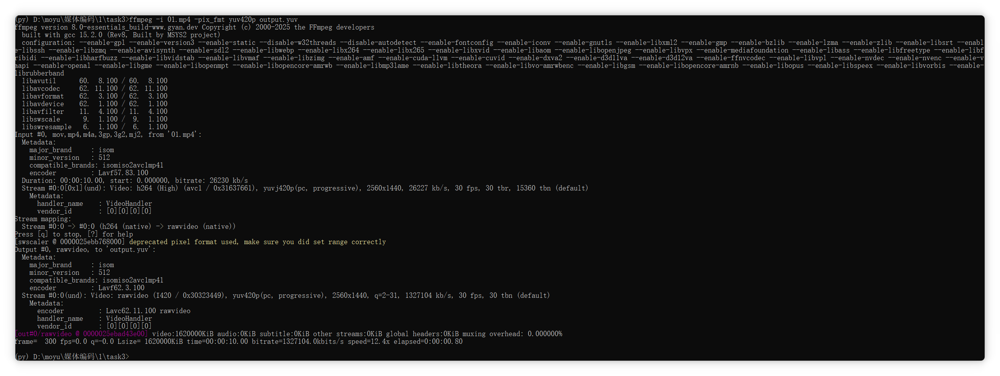 (py) D:\moyu\媒体编码\1\task3>ffmpeg -i 01.mp4 -pix_fmt yuv420p output.yuv
ffmpeg version 8.0-essentials_build-www.gyan.dev Copyright (c) 2000-2025 the FFmpeg developers
  built with gcc 15.2.0 (Rev8, Built by MSYS2 project)
  configuration: --enable-gpl --enable-version3 --enable-static --disable-w32threads --disable-autodetect --enable-fontconfig --enable-iconv --enable-gnutls --enable-libxml2 --enable-gmp --enable-bzlib --enable-lzma --enable-zlib --enable-libsrt --enabl
e-libssh --enable-libzmq --enable-avisynth --enable-sdl2 --enable-libwebp --enable-libx264 --enable-libx265 --enable-libxvid --enable-libaom --enable-libopenjpeg --enable-libvpx --enable-mediafoundation --enable-libass --enable-libfreetype --enable-libf
ribidi --enable-libharfbuzz --enable-libvidstab --enable-libvmaf --enable-libzimg --enable-amf --enable-cuda-llvm --enable-cuvid --enable-dxva2 --enable-d3d11va --enable-d3d12va --enable-ffnvcodec --enable-libvpl --enable-nvdec --enable-nvenc --enable-v
aapi --enable-openal --enable-libgme --enable-libopenmpt --enable-libopencore-amrwb --enable-libmp3lame --enable-libtheora --enable-libvo-amrwbenc --enable-libgsm --enable-libopencore-amrnb --enable-libopus --enable-libspeex --enable-libvorbis --enable-
librubberband
  libavutil      60.  8.100 / 60.  8.100
  libavcodec     62. 11.100 / 62. 11.100
  libavformat    62.  3.100 / 62.  3.100
  libavdevice    62.  1.100 / 62.  1.100
  libavfilter    11.  4.100 / 11.  4.100
  libswscale      9.  1.100 /  9.  1.100
  libswresample   6.  1.100 /  6.  1.100
Input #0, mov,mp4,m4a,3gp,3g2,mj2, from '01.mp4':
  Metadata:
    major_brand     : isom
    minor_version   : 512
    compatible_brands: isomiso2avc1mp41
    encoder         : Lavf57.83.100
  Duration: 00:00:10.00, start: 0.000000, bitrate: 26230 kb/s
  Stream #0:0[0x1](und): Video: h264 (High) (avc1 / 0x31637661), yuvj420p(pc, progressive), 2560x1440, 26227 kb/s, 30 fps, 30 tbr, 15360 tbn (default)
    Metadata:
      handler_name    : VideoHandler
      vendor_id       : [0][0][0][0]
Stream mapping:
  Stream #0:0 -> #0:0 (h264 (native) -> rawvideo (native))
Press [q] to stop, [?] for help
[swscaler @ 0000025ebb768000] deprecated pixel format used, make sure you did set range correctly
Output #0, rawvideo, to 'output.yuv':
  Metadata:
    major_brand     : isom
    minor_version   : 512
    compatible_brands: isomiso2avc1mp41
    encoder         : Lavf62.3.100
  Stream #0:0(und): Video: rawvideo (I420 / 0x30323449), yuv420p(pc, progressive), 2560x1440, q=2-31, 1327104 kb/s, 30 fps, 30 tbn (default)
    Metadata:
      encoder         : Lavc62.11.100 rawvideo
      handler_name    : VideoHandler
      vendor_id       : [0][0][0][0]
[out#0/rawvideo @ 0000025ebad43e00] video:1620000KiB audio:0KiB subtitle:0KiB other streams:0KiB global headers:0KiB muxing overhead: 0.000000%
frame=  300 fps=0.0 q=-0.0 Lsize= 1620000KiB time=00:00:10.00 bitrate=1327104.0kbits/s speed=12.4x elapsed=0:00:00.80
(py) D:\moyu\媒体编码\1\task3>